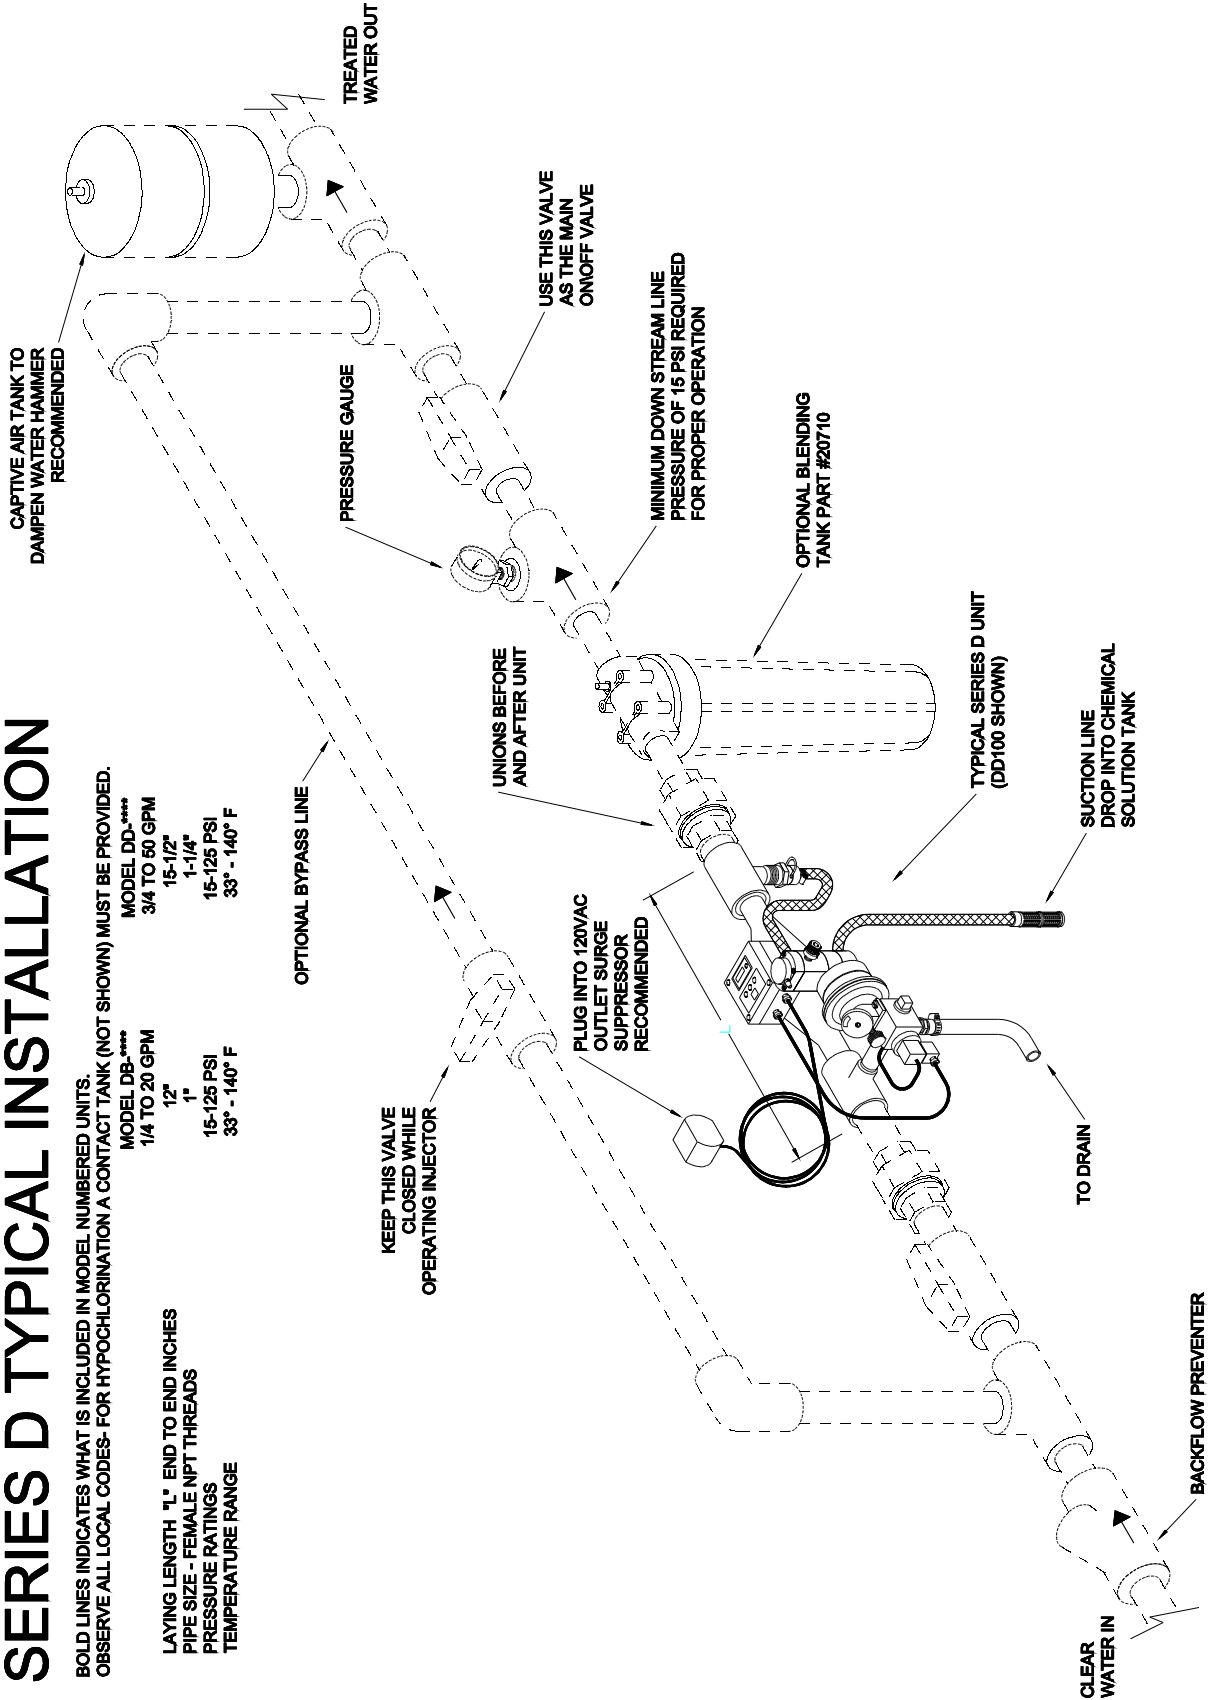 SERIES D TYPICAL INSTALLATION
BOLD LINES INDICATES WHAT IS INCLUDED IN MODEL NUMBERED UNITS.
OBSERVE ALL LOCAL CODES- FOR HYPOCHLORINATION A CONTACT TANK (NOT SHOWN) MUST BE PROVIDED.
MODEL DB-**** MODEL DD-****
1/4 TO 20 GPM 3/4 TO 50 GPM
LAYING LENGTH "L" END TO END INCHES 12" 15-1/2"
PIPE SIZE - FEMALE NPT THREADS 1" 1-1/4"
PRESSURE RATINGS 15-125 PSI 15-125 PSI
TEMPERATURE RANGE 33° - 140° F 33° - 140° F
CAPTIVE AIR TANK TO
DAMPEN WATER HAMMER
RECOMMENDED
TREATED
WATER OUT
OPTIONAL BYPASS LINE
PRESSURE GAUGE
USE THIS VALVE
AS THE MAIN
ON\OFF VALVE
KEEP THIS VALVE
CLOSED WHILE
OPERATING INJECTOR
UNIONS BEFORE
AND AFTER UNIT
MINIMUM DOWN STREAM LINE
PRESSURE OF 15 PSI REQUIRED
FOR PROPER OPERATION
PLUG INTO 120VAC
OUTLET SURGE
SUPPRESSOR
RECOMMENDED
L
OPTIONAL BLENDING
TANK PART #20710
TYPICAL SERIES D UNIT
(DD100 SHOWN)
SUCTION LINE
DROP INTO CHEMICAL
SOLUTION TANK
TO DRAIN
BACKFLOW PREVENTER
CLEAR
WATER IN